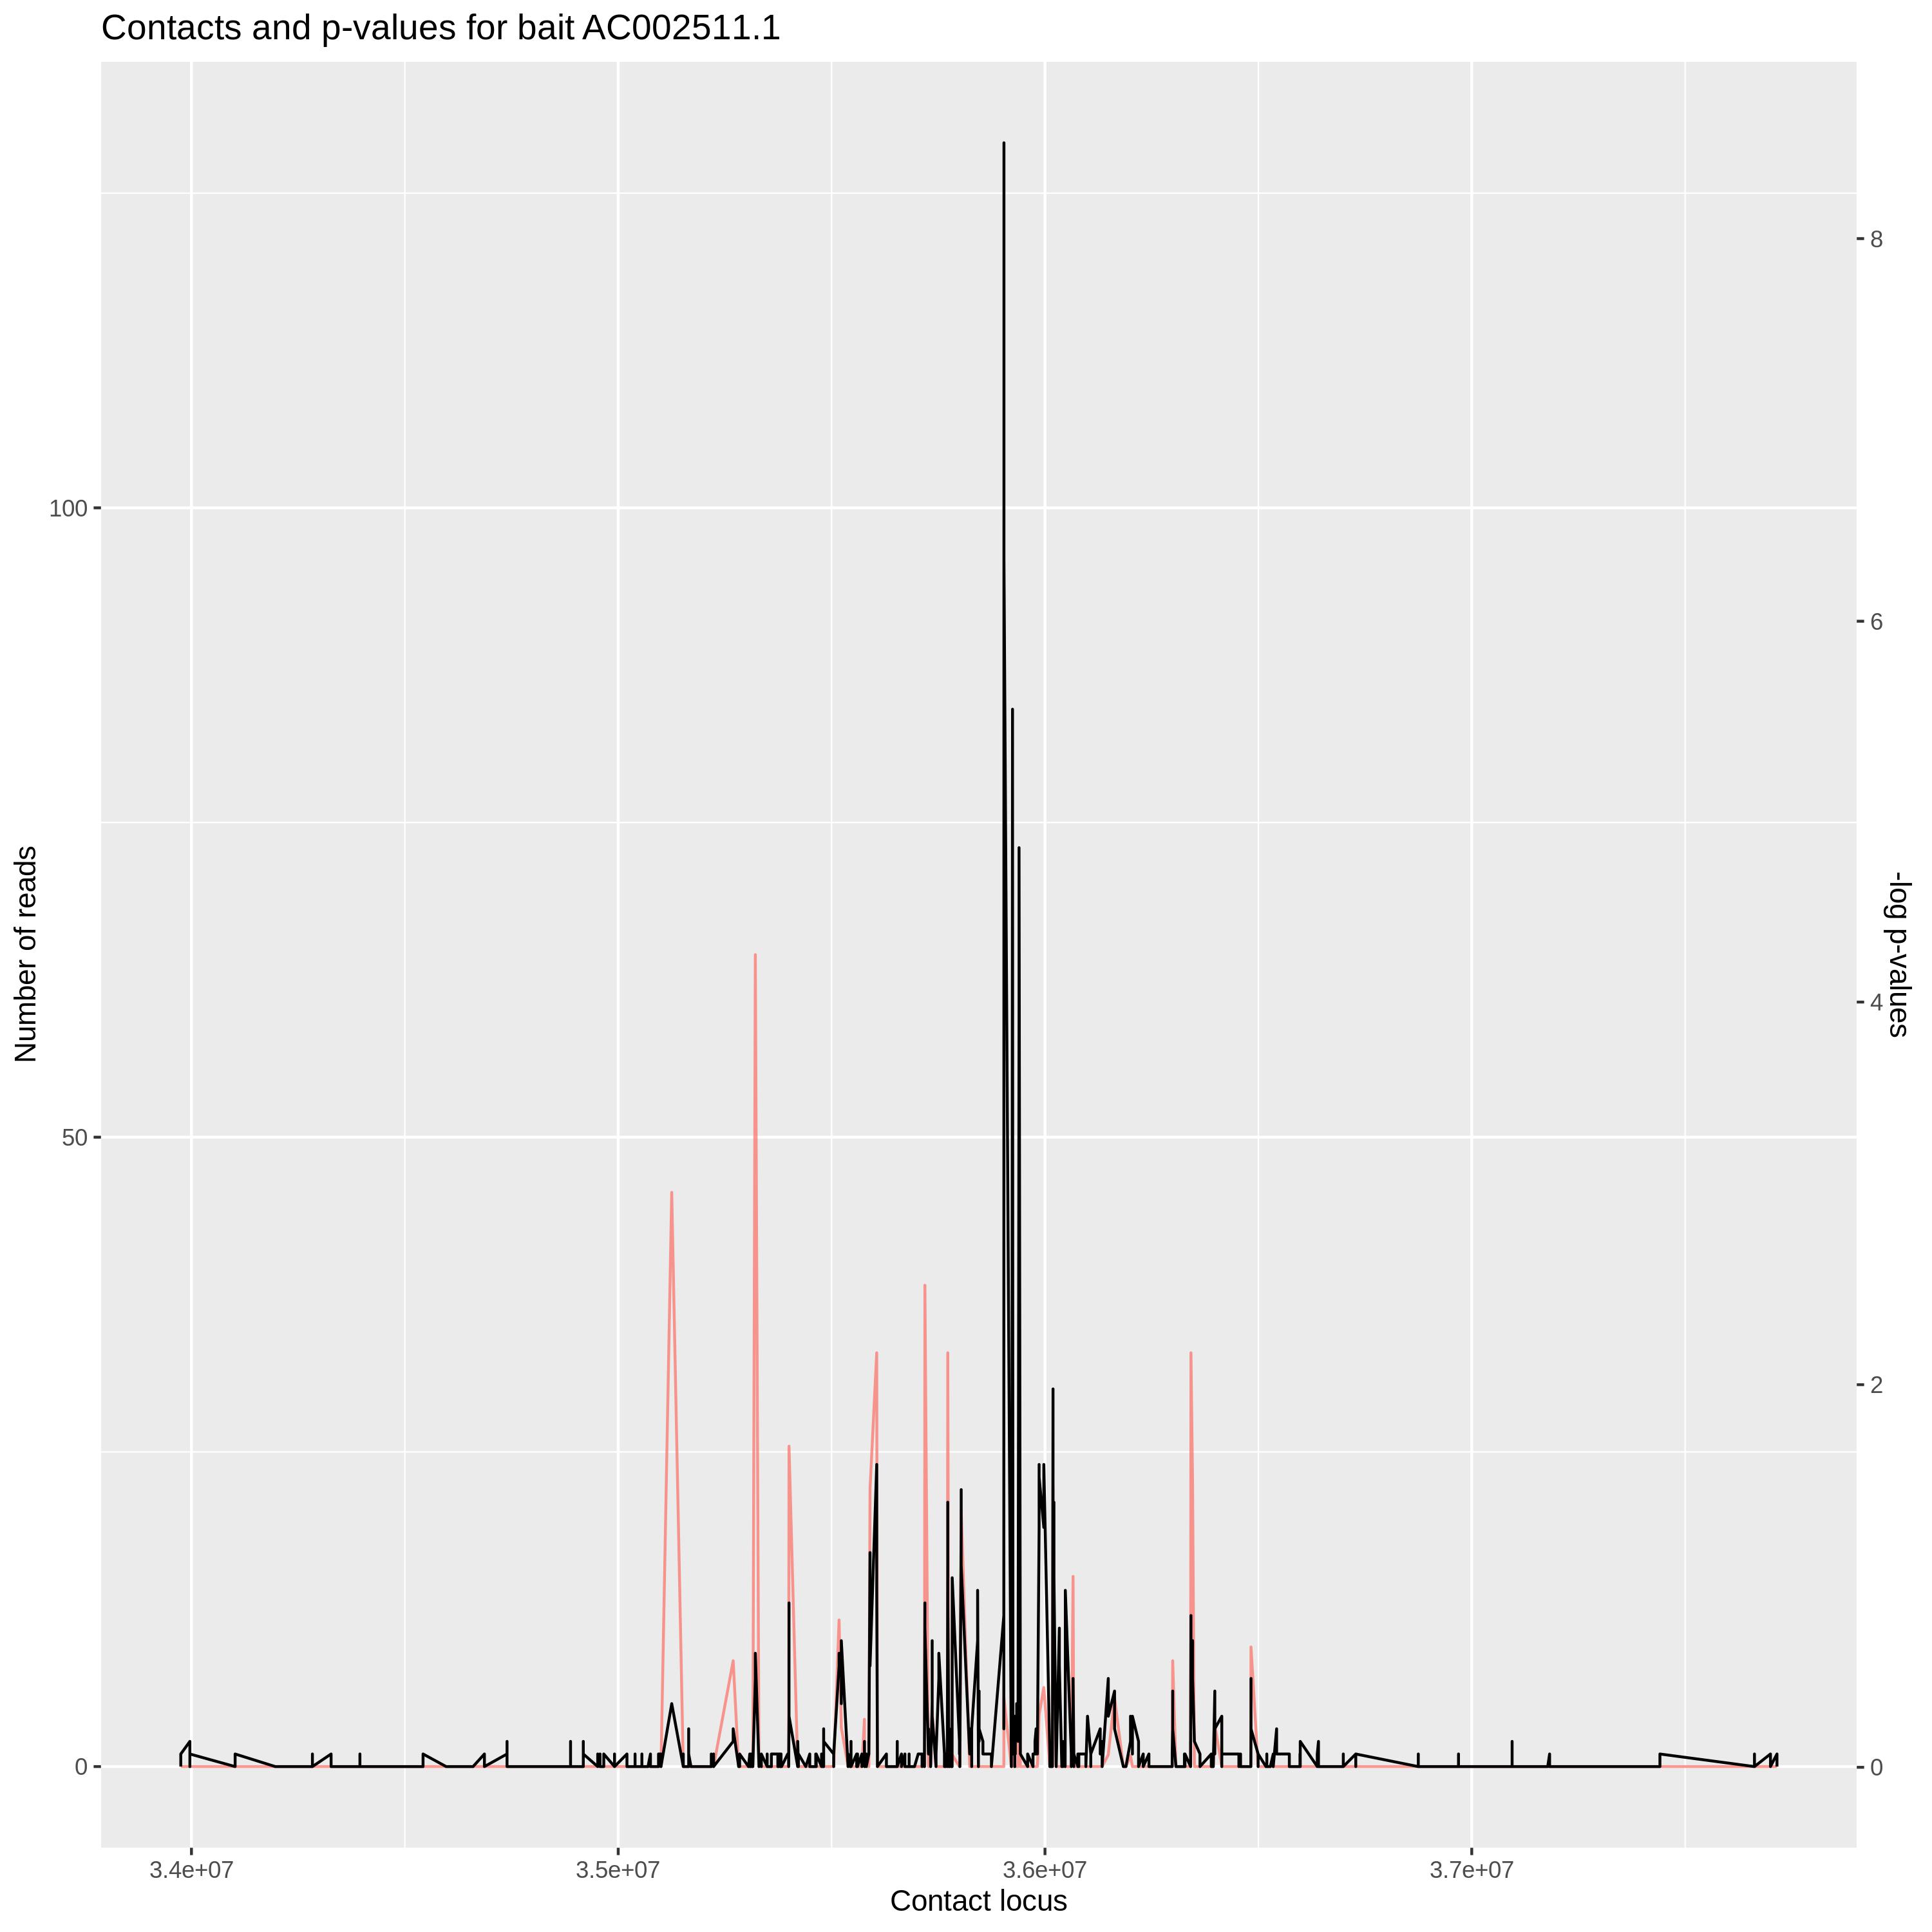 Contacts and p-values for bait AC002511.1
Number of reads
100
50
0
8
6
4
2
0
-log p-values
3.4e+07 3.5e+07 3.6e+07 3.7e+07
Contact locus